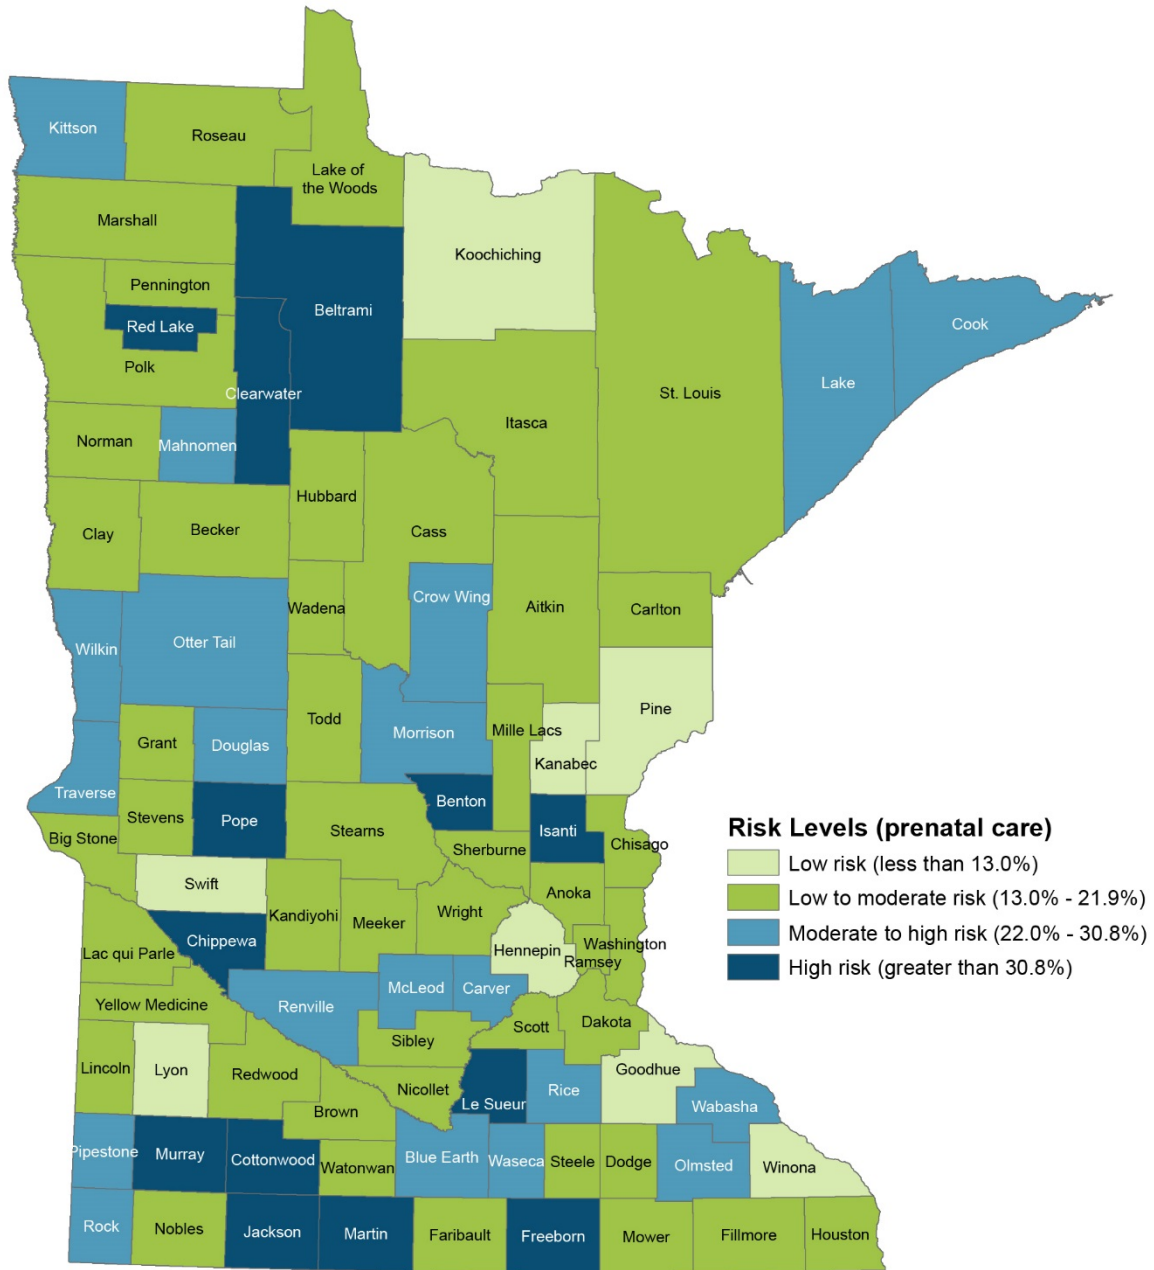 Kittson
Roseau
Lake of
the Woods
Marshall
Koochiching
Pennington
Beltrami
Red Lake
Cook
Polk
Lake
Clearwater
St. Louis
Itasca
Norman
Mahnomen
Hubbard
Clay
Becker
Cass
Crow Wing
Wadena
Aitkin
Carlton
Wilkin
Otter Tail
Pine
Todd
Mille Lacs
Morrison
Grant
Douglas
Kanabec
Traverse
Benton
Stevens
Pope
Isanti
Big Stone
Stearns
Sherburne
Chisago
Risk Levels (prenatal care)
Low risk (less than 13.0%)
Low to moderate risk (13.0% - 21.9%)
Moderate to high risk (22.0% - 30.8%)
High risk (greater than 30.8%)
Swift
Anoka
Kandiyohi
Meeker
Wright
Chippewa
Hennepin
Washington
Lac qui Parle
Ramsey
McLeod
Carver
Yellow Medicine
Renville
Dakota
Scott
Sibley
Lincoln
Lyon
Redwood
Goodhue
Nicollet
Rice
Le Sueur
Wabasha
Brown
Pipestone
Murray
Cottonwood
Blue Earth
Waseca
Steele
Dodge
Olmsted
Winona
Watonwan
Rock
Nobles
Jackson
Martin
Faribault
Freeborn
Mower
Fillmore
Houston